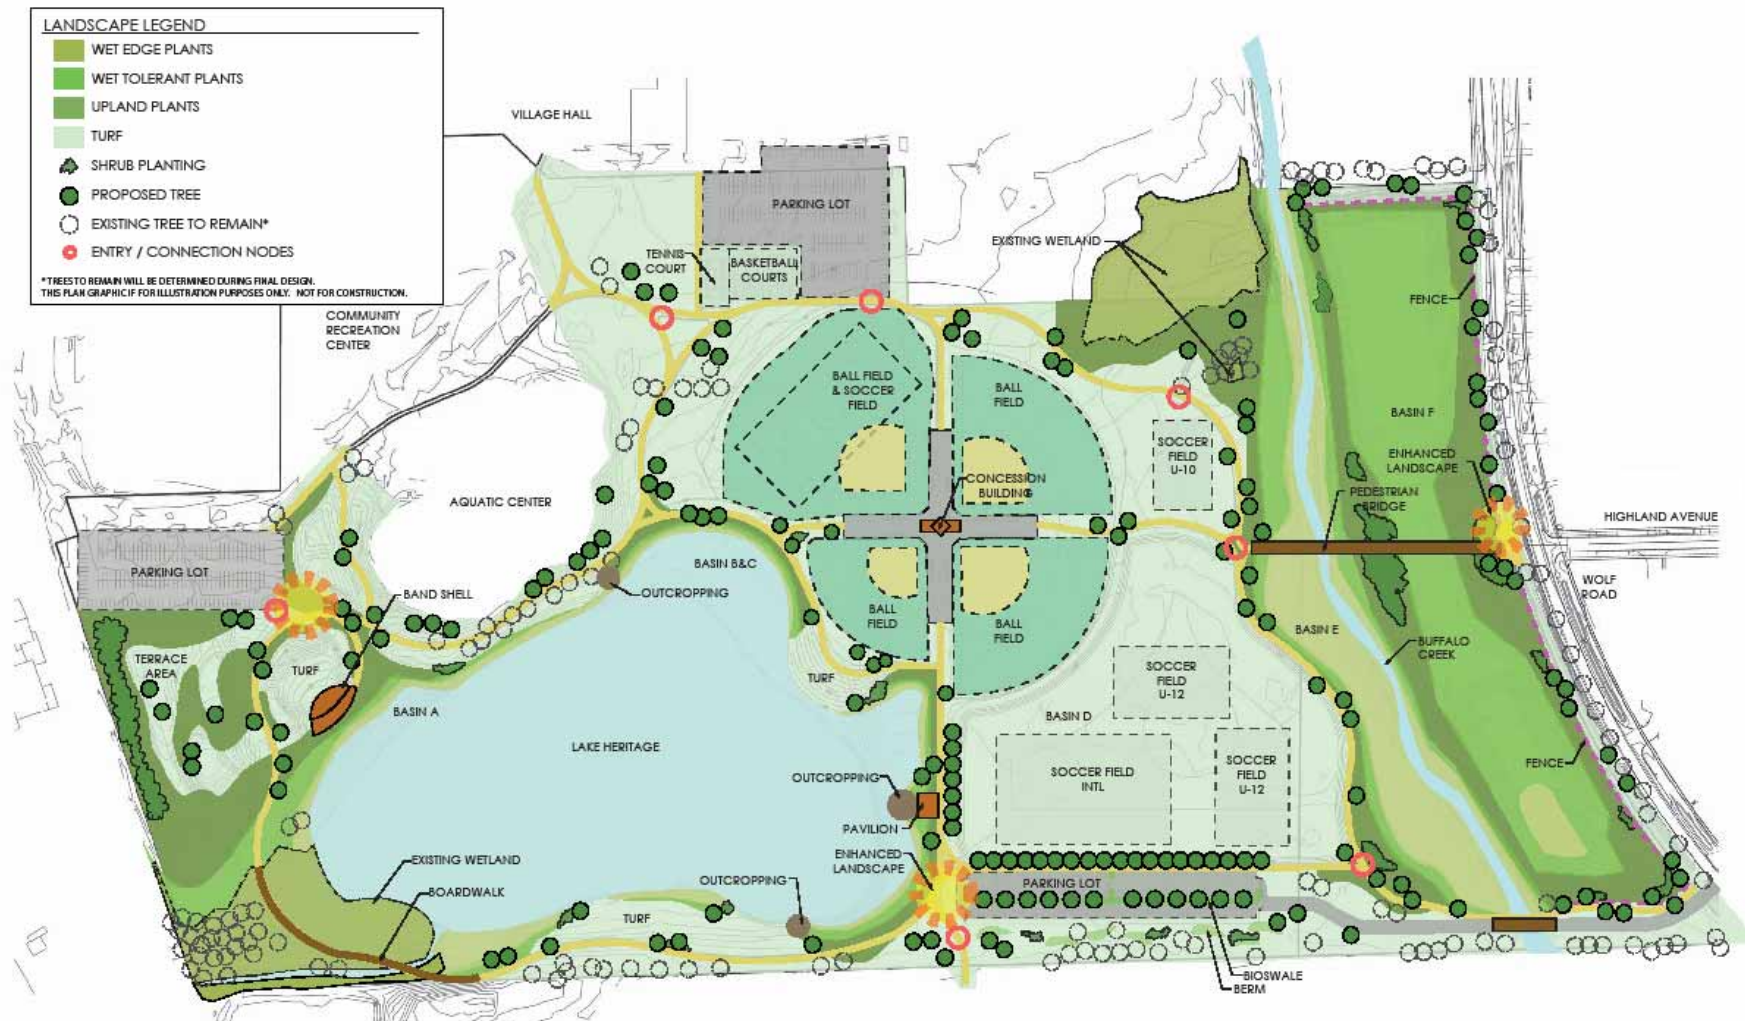 LANDSCAPE LEGEND
WET EDGE PLANTS
WET TOLERANT PLANTS
UPLAND PLANTS
TURF
SHRUB PLANTING
PROPOSED TREE
EXISTING TREE TO REMAIN*
ENTRY / CONNECTION NODES
*TREES TO REMAIN WILL BE DETERMINED DURING FINAL DESIGN.
THIS PLAN GRAPHIC IF FOR ILLUSTRATION PURPOSES ONLY. NOT FOR CONSTRUCTION.
VILLAGE HALL
COMMUNITY
RECREATION
CENTER
PARKING LOT
TENNIS
COURT
BASKETBALL
COURTS
EXISTING WETLAND
FENCE
BALL FIELD
& SOCCER
FIELD
BALL
FIELD
SOCCER
FIELD
U-10
BASIN F
ENHANCED
LANDSCAPE
CONCESSION
BUILDING
PEDESTRIAN
BRIDGE
HIGHLAND AVENUE
WOLF
ROAD
AQUATIC CENTER
PARKING LOT
BAND SHELL
BASIN B&C
OUTCROPPING
BALL
FIELD
BALL
FIELD
BASIN E
BUFFALO
CREEK
TERRACE
AREA
TURF
TURF
SOCCER
FIELD
U-12
BASIN A
BASIN D
LAKE HERITAGE
OUTCROPPING
SOCCER FIELD
INTL
SOCCER
FIELD
U-12
FENCE
PAVILION
ENHANCED
LANDSCAPE
EXISTING WETLAND
BOARDWALK
OUTCROPPING
PARKING LOT
TURF
BIOSWALE
BERM